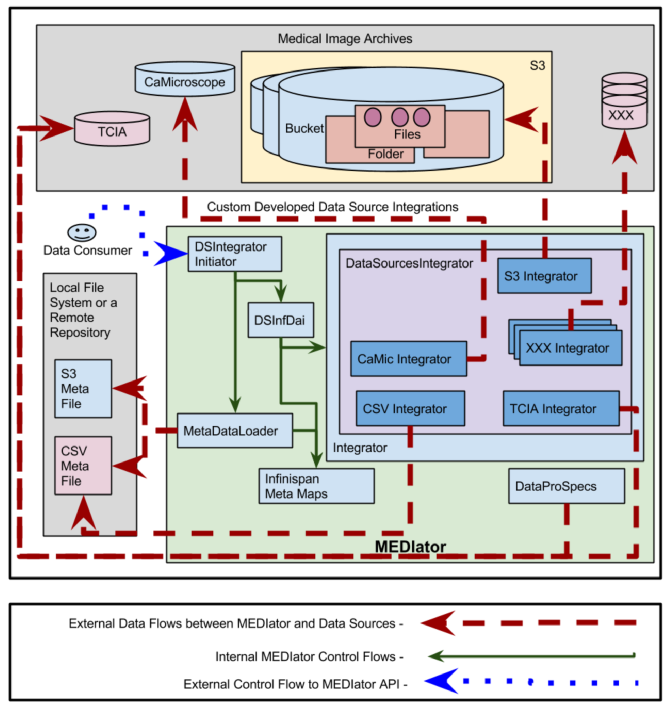 Medical Image Archives
S3
CaMicroscope
TCIA
Bucket
Files
Folder
XXX
Custom Developed Data Source Integrations
Data Consumer
DSIntegrator
Initiator
DataSourcesIntegrator
S3 Integrator
Local File
System or a
Remote
Repository
DSInfDai
XXX Integrator
CaMic Integrator
S3
Meta
File
CSV Integrator
TCIA Integrator
MetaDataLoader
Integrator
CSV
Meta
File
Infinispan
Meta Maps
DataProSpecs
MEDIator
External Data Flows between MEDIator and Data Sources -
Internal MEDIator Control Flows -
External Control Flow to MEDIator API -